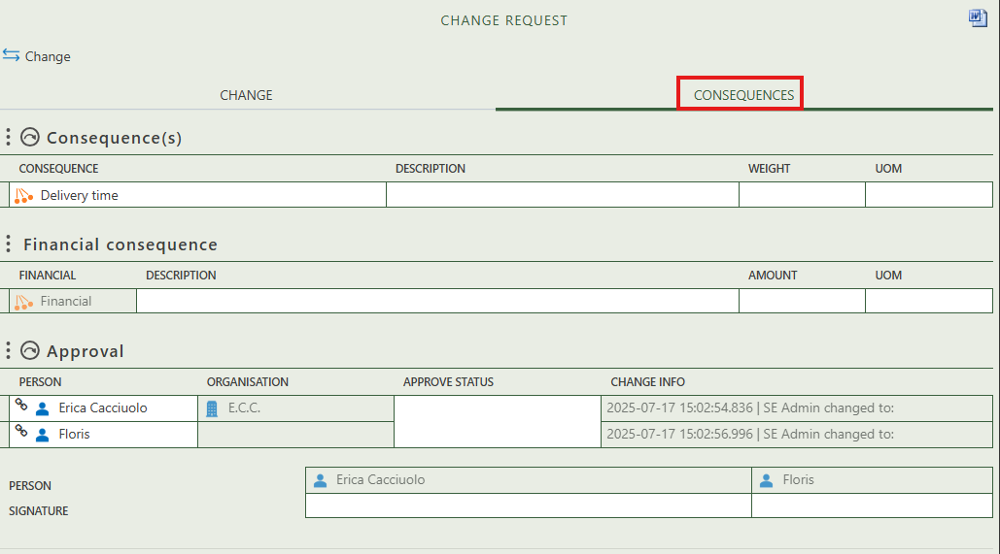 CHANGE REQUEST
Change
CHANGE CONSEQUENCES
Consequence(s)
CONSEQUENCE DESCRIPTION WEIGHT UOM
Delivery time
Financial consequence
FINANCIAL DESCRIPTION AMOUNT UOM
Financial
Approval
PERSON ORGANISATION APPROVE STATUS CHANGE INFO
Erica Cacciuolo E.C.C. 2025-07-17 15:02:54.836 | SE Admin changed to:
Floris 2025-07-17 15:02:56.996 | SE Admin changed to:
PERSON Erica Cacciuolo Floris
SIGNATURE